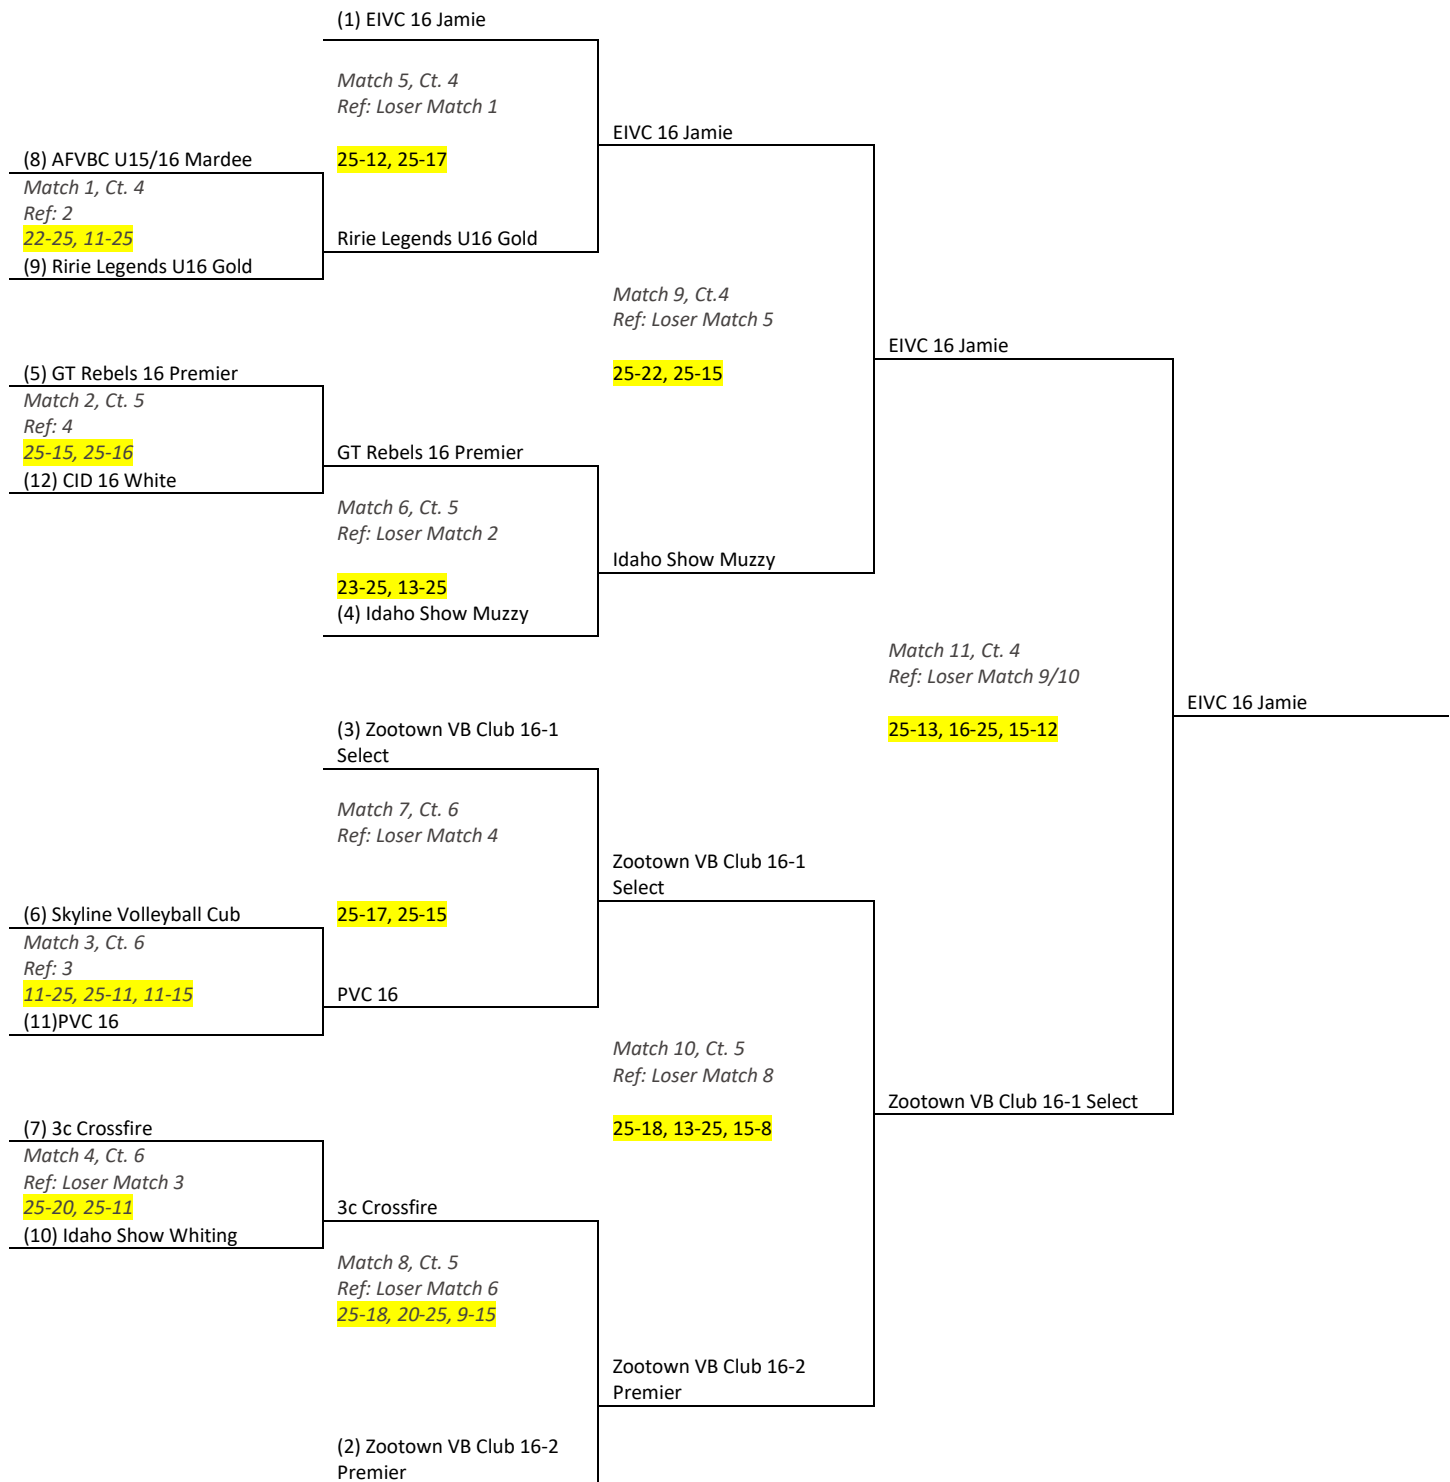 (1) EIVC 16 Jamie
Match 5, Ct. 4
Ref: Loser Match 1
25-12, 25-17
EIVC 16 Jamie
(8) AFVBC U15/16 Mardee
Match 1, Ct. 4
Ref: 2
22-25, 11-25
(9) Ririe Legends U16 Gold
Ririe Legends U16 Gold
Match 9, Ct.4
Ref: Loser Match 5
25-22, 25-15
EIVC 16 Jamie
(5) GT Rebels 16 Premier
Match 2, Ct. 5
Ref: 4
25-15, 25-16
(12) CID 16 White
GT Rebels 16 Premier
Match 6, Ct. 5
Ref: Loser Match 2
23-25, 13-25
(4) Idaho Show Muzzy
Idaho Show Muzzy
Match 11, Ct. 4
Ref: Loser Match 9/10
25-13, 16-25, 15-12
EIVC 16 Jamie
(3) Zootown VB Club 16-1
Select
Match 7, Ct. 6
Ref: Loser Match 4
25-17, 25-15
Zootown VB Club 16-1
Select
(6) Skyline Volleyball Cub
Match 3, Ct. 6
Ref: 3
11-25, 25-11, 11-15
(11)PVC 16
PVC 16
Match 10, Ct. 5
Ref: Loser Match 8
25-18, 13-25, 15-8
Zootown VB Club 16-1 Select
(7) 3c Crossfire
Match 4, Ct. 6
Ref: Loser Match 3
25-20, 25-11
(10) Idaho Show Whiting
3c Crossfire
Match 8, Ct. 5
Ref: Loser Match 6
25-18, 20-25, 9-15
Zootown VB Club 16-2
Premier
(2) Zootown VB Club 16-2
Premier